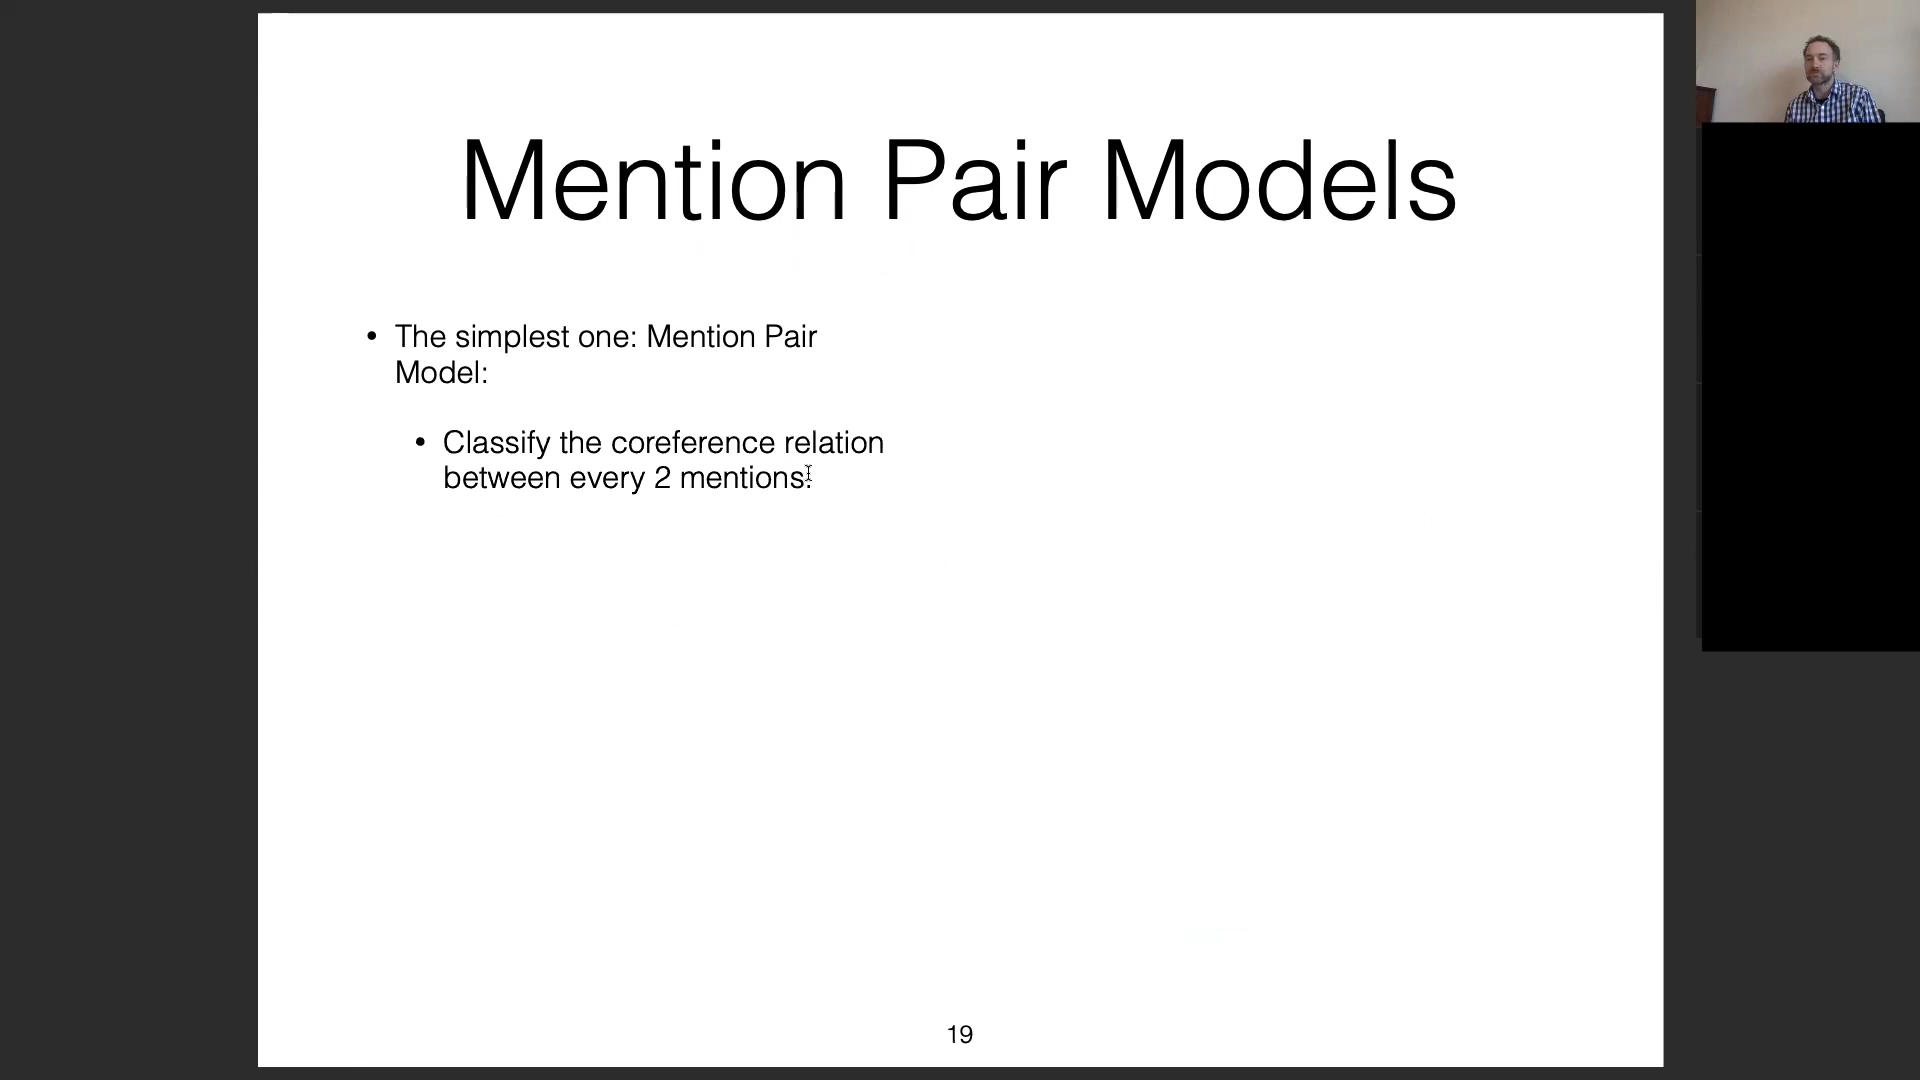 Mention Pair Models
• The simplest one: Mention Pair
Model:
• Classify the coreference relation
between every 2 mentions.
19